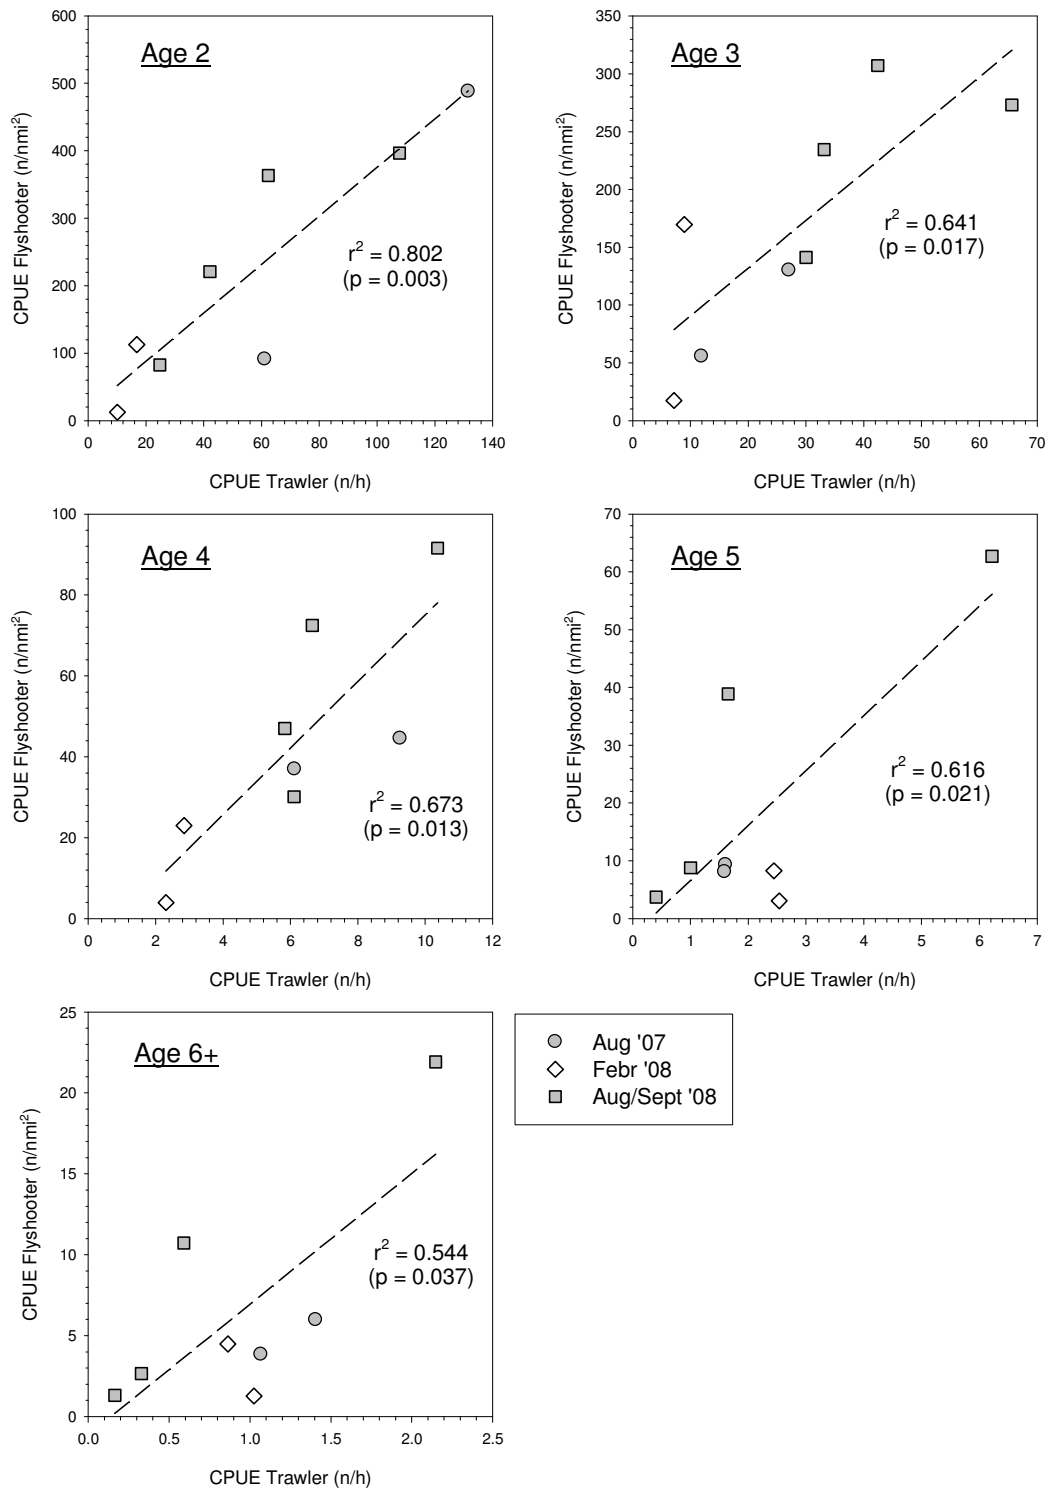 Age 2
CPUE Flyshooter (n/nmi²)
600
500
400
300
200
100
0
r² = 0.802
(p = 0.003)
0 20 40 60 80 100 120 140
CPUE Trawler (n/h)
Age 3
CPUE Flyshooter (n/nmi²)
350
300
250
200
150
100
50
0
r² = 0.641
(p = 0.017)
0 10 20 30 40 50 60 70
CPUE Trawler (n/h)
Age 4
CPUE Flyshooter (n/nmi²)
100
80
60
40
20
0
r² = 0.673
(p = 0.013)
0 2 4 6 8 10 12
CPUE Trawler (n/h)
Age 5
CPUE Flyshooter (n/nmi²)
70
60
50
40
30
20
10
0
r² = 0.616
(p = 0.021)
0 1 2 3 4 5 6 7
CPUE Trawler (n/h)
Age 6+
CPUE Flyshooter (n/nmi²)
25
20
15
10
5
0
r² = 0.544
(p = 0.037)
0.0 0.5 1.0 1.5 2.0 2.5
CPUE Trawler (n/h)
Aug '07
Febr '08
Aug/Sept '08